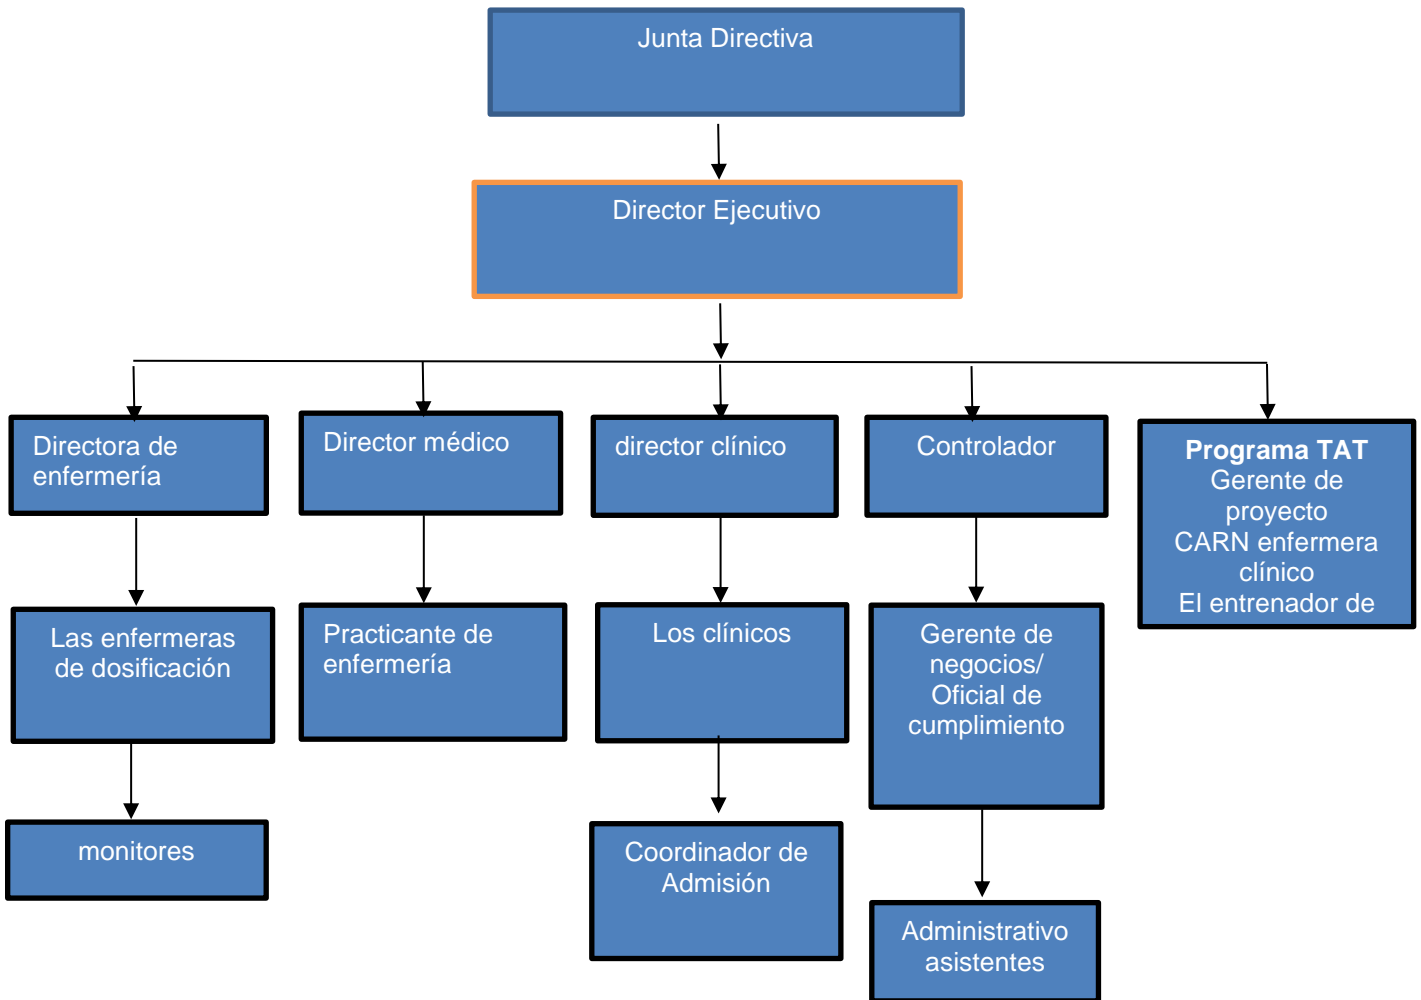 Junta Directiva
Director Ejecutivo
Directora de
enfermería
Director médico
director clínico
Controlador
Programa TAT
Gerente de
proyecto
CARN enfermera
clínico
El entrenador de
Las enfermeras
de dosificación
Practicante de
enfermería
Los clínicos
Gerente de
negocios/
Oficial de
cumplimiento
monitores
Coordinador de
Admisión
Administrativo
asistentes